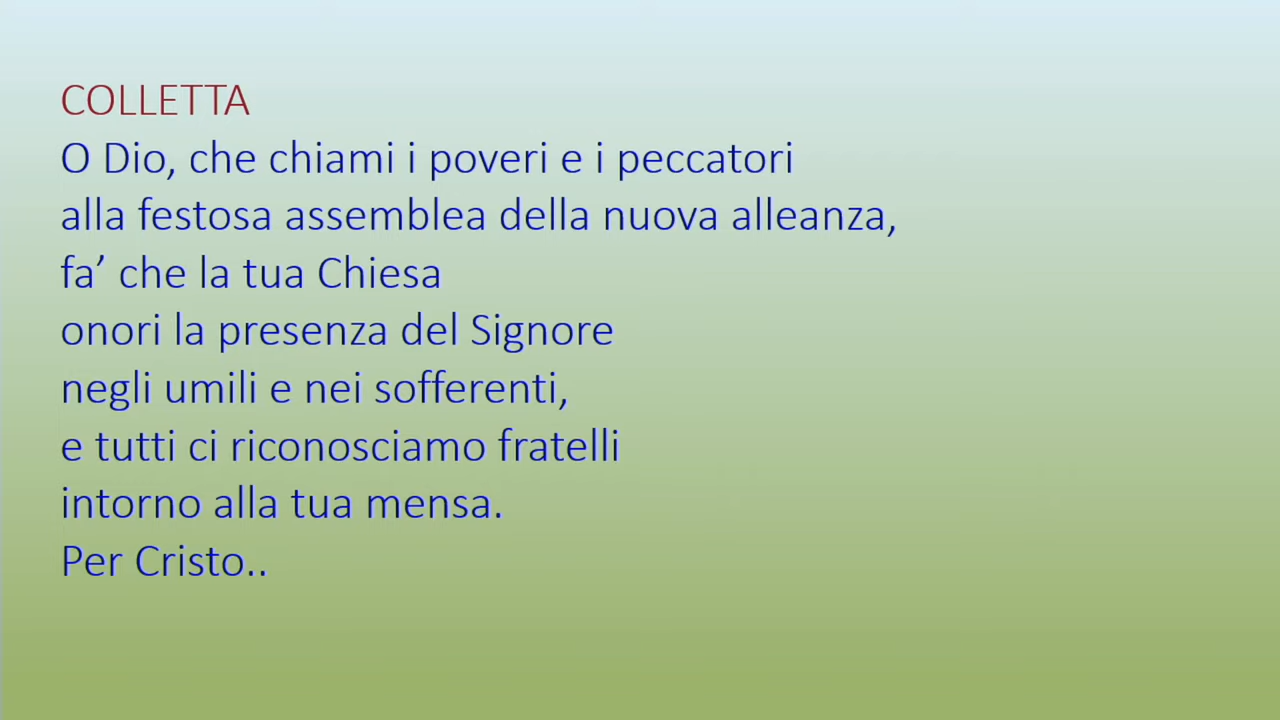 COLLETTA
O Dio, che chiami i poveri e i peccatori
alla festosa assemblea della nuova alleanza,
fa’ che la tua Chiesa
onori la presenza del Signore
negli umili e nei sofferenti,
e tutti ci riconosciamo fratelli
intorno alla tua mensa.
Per Cristo..